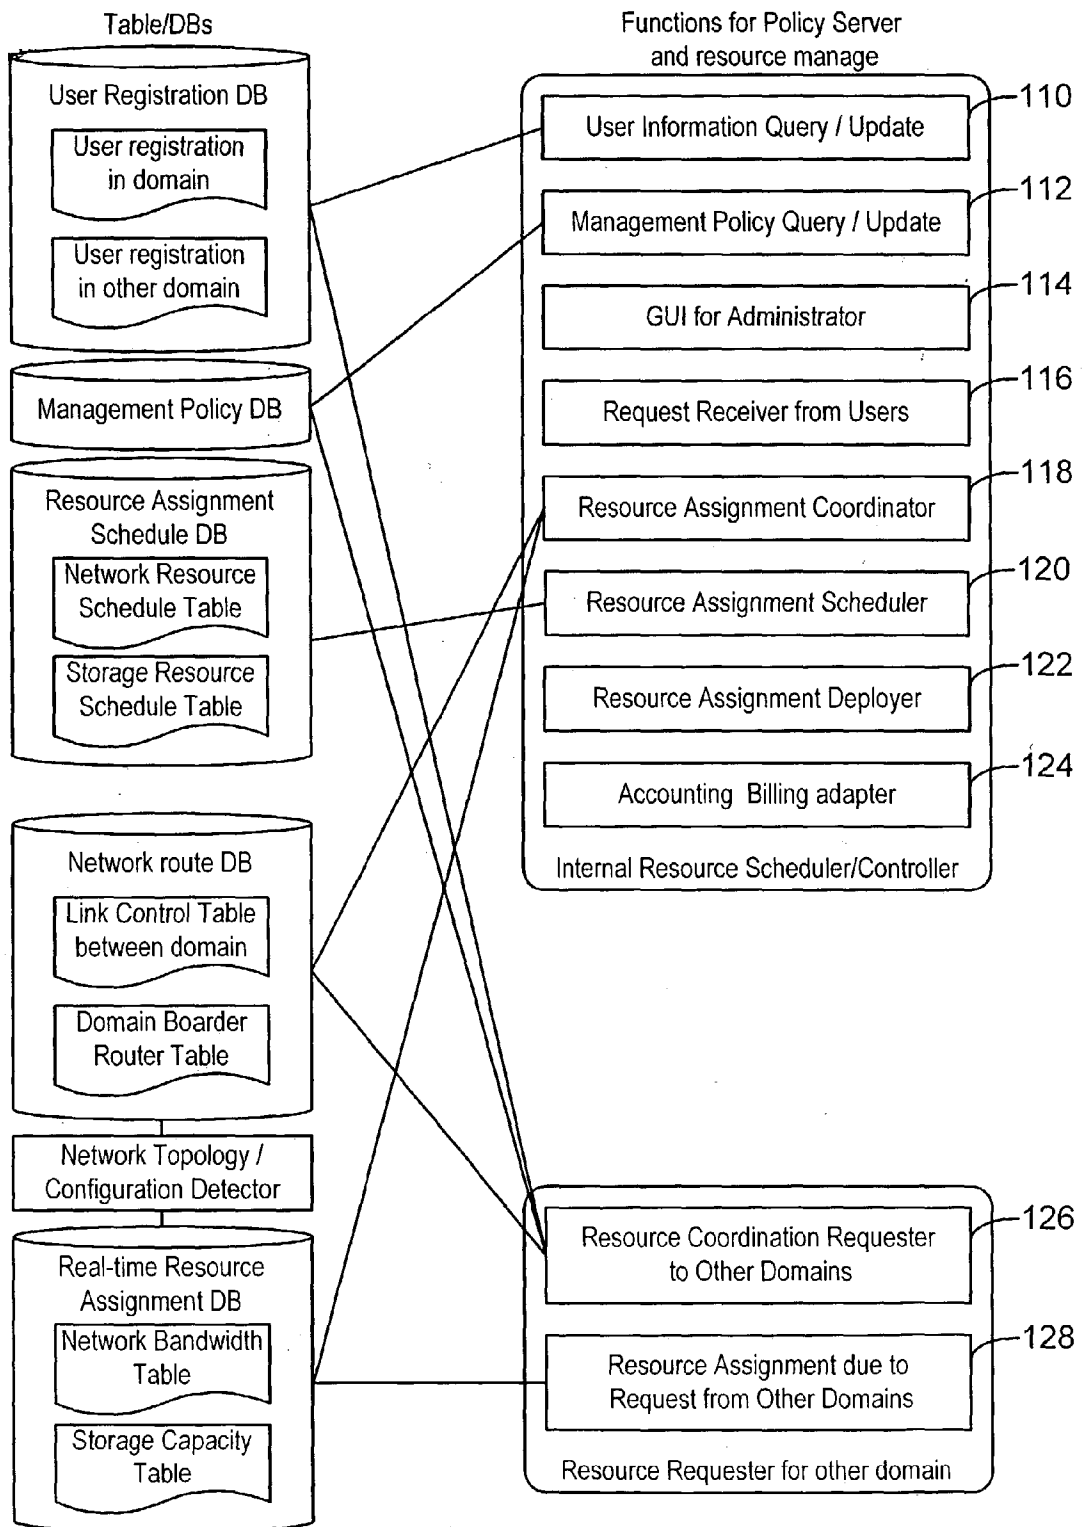 Table/DBs
User Registration DB
User registration
in domain
User registration
in other domain
Management Policy DB
Resource Assignment
Schedule DB
Network Resource
Schedule Table
Storage Resource
Schedule Table
Network route DB
Link Control Table
between domain
Domain Boarder
Router Table
Network Topology /
Configuration Detector
Real-time Resource
Assignment DB
Network Bandwidth
Table
Storage Capacity
Table
Functions for Policy Server
and resource manage
User Information Query / Update
110
Management Policy Query / Update
112
GUI for Administrator
114
Request Receiver from Users
116
Resource Assignment Coordinator
118
Resource Assignment Scheduler
120
Resource Assignment Deployer
122
Accounting Billing adapter
124
Internal Resource Scheduler/Controller
Resource Coordination Requester
to Other Domains
126
Resource Assignment due to
Request from Other Domains
128
Resource Requester for other domain